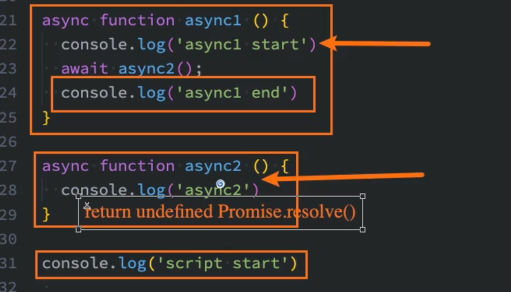 21 async function async1 () {
22 console.log('async1 start')
23 await async2();
24 console.log('async1 end')
25 }
26
27 async function async2 () {
28 console.log('async2')
29 }
return undefined Promise.resolve()
30
31 console.log('script start')
32